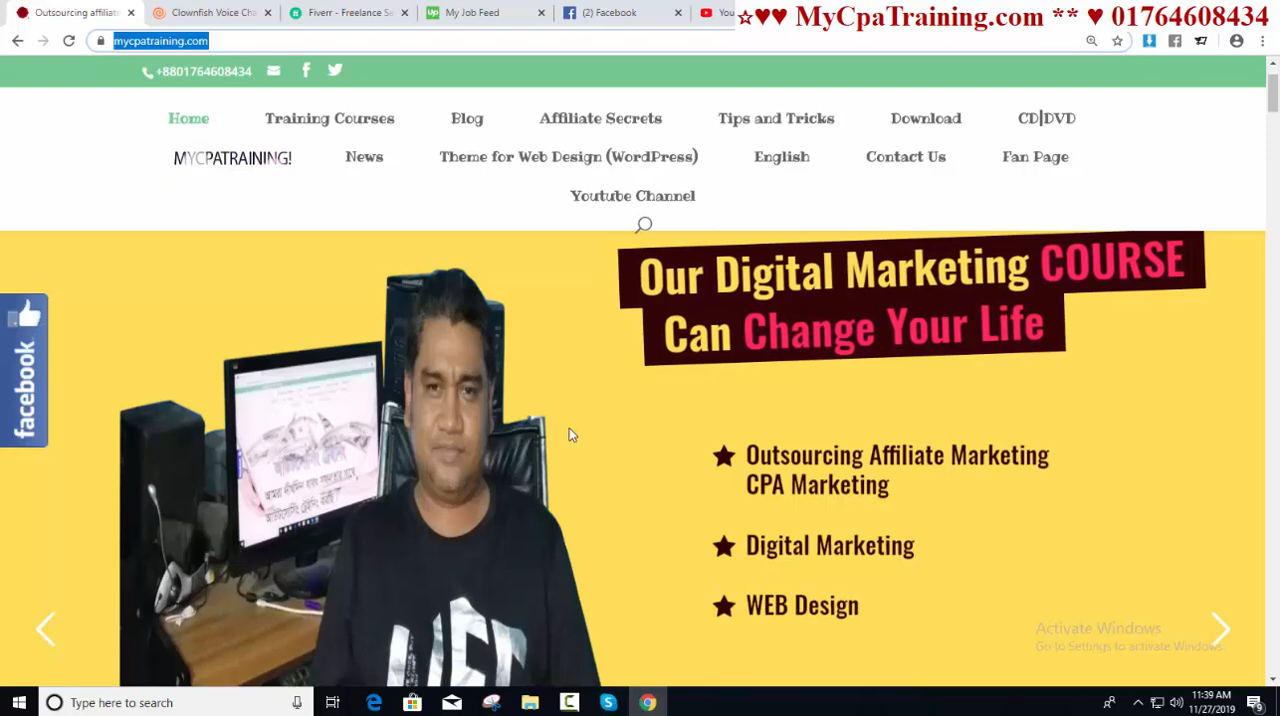 Outsourcing affiliate
Clownfish Voice Cha
Fiverr - Freelance Se
My Job Feed
(2) Facebook
You
☆♥♥ MyCpaTraining.com ** ♥ 01764608434
mycpatraining.com
+8801764608434
Home
Training Courses
Blog
Affiliate Secrets
Tips and Tricks
Download
CD|DVD
MYCPATRAINING!
News
Theme for Web Design (WordPress)
English
Contact Us
Fan Page
Youtube Channel
Our Digital Marketing COURSE
Can Change Your Life
facebook
★ Outsourcing Affiliate Marketing
CPA Marketing
★ Digital Marketing
★ WEB Design
Activate Windows
Go to Settings to activate Windows.
Type here to search
11:39 AM
11/27/2019